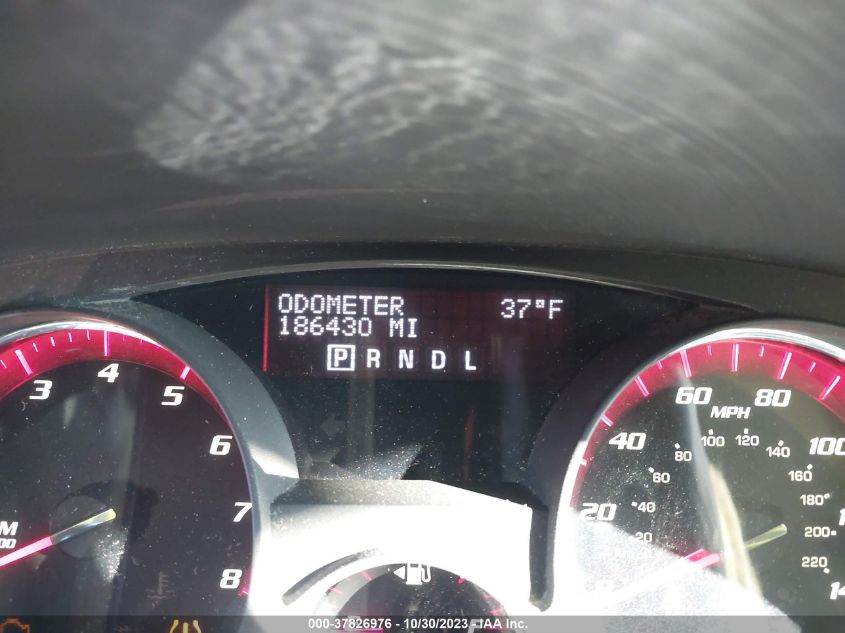 ODOMETER 37°F
186430 MI
P R N D L
3 4 5 6 7 8
20 40 60 80 100
MPH
40 60 80 100 120 140 160 180 200 220
000-37826976 - 10/30/2023 - IAA Inc.